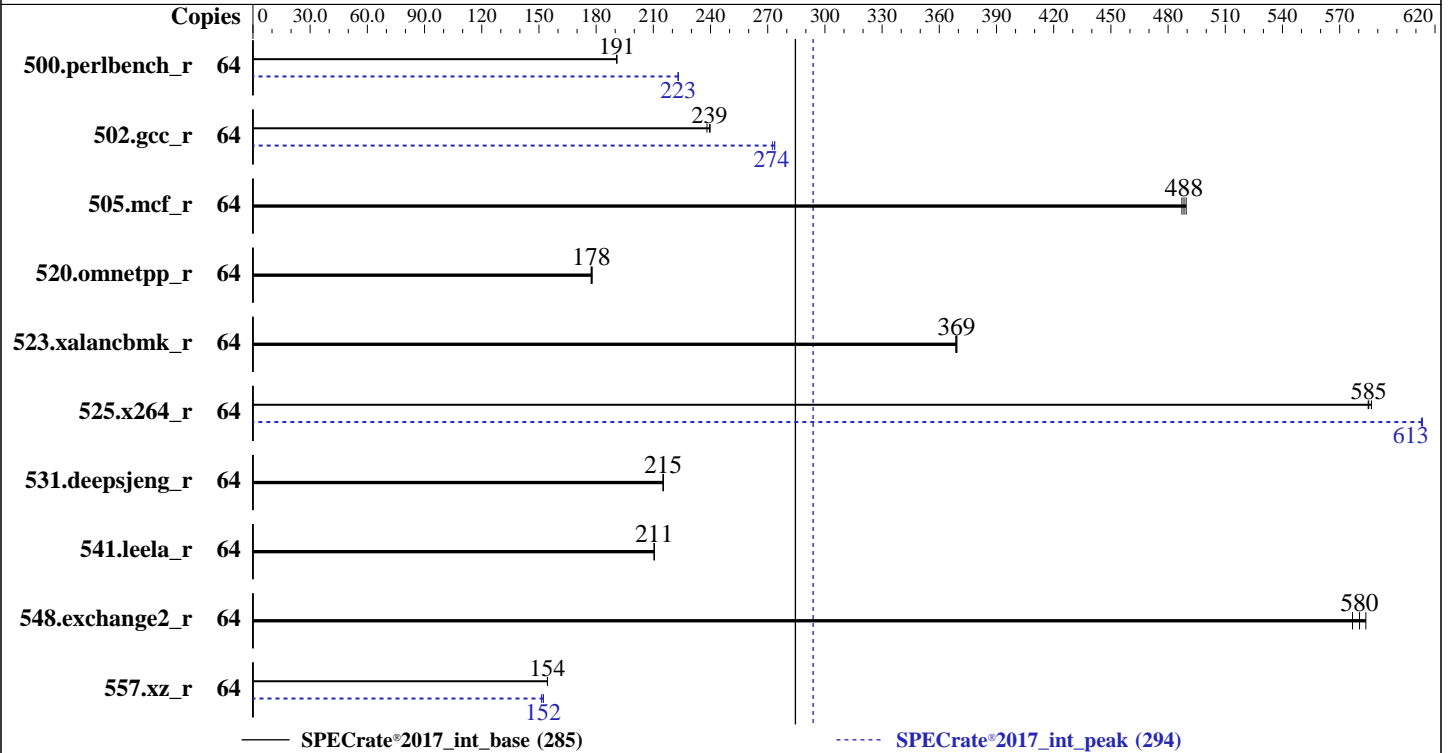 Copies 0 30.0 60.0 90.0 120 150 180 210 240 270 300 330 360 390 420 450 480 510 540 570 620
500.perlbench_r 64 191
223
502.gcc_r 64 239
274
505.mcf_r 64 488
520.omnetpp_r 64 178
523.xalancbmk_r 64 369
525.x264_r 64 585
613
531.deepsjeng_r 64 215
541.leela_r 64 211
548.exchange2_r 64 580
557.xz_r 64 154
152
SPECrate®2017_int_base (285) SPECrate®2017_int_peak (294)